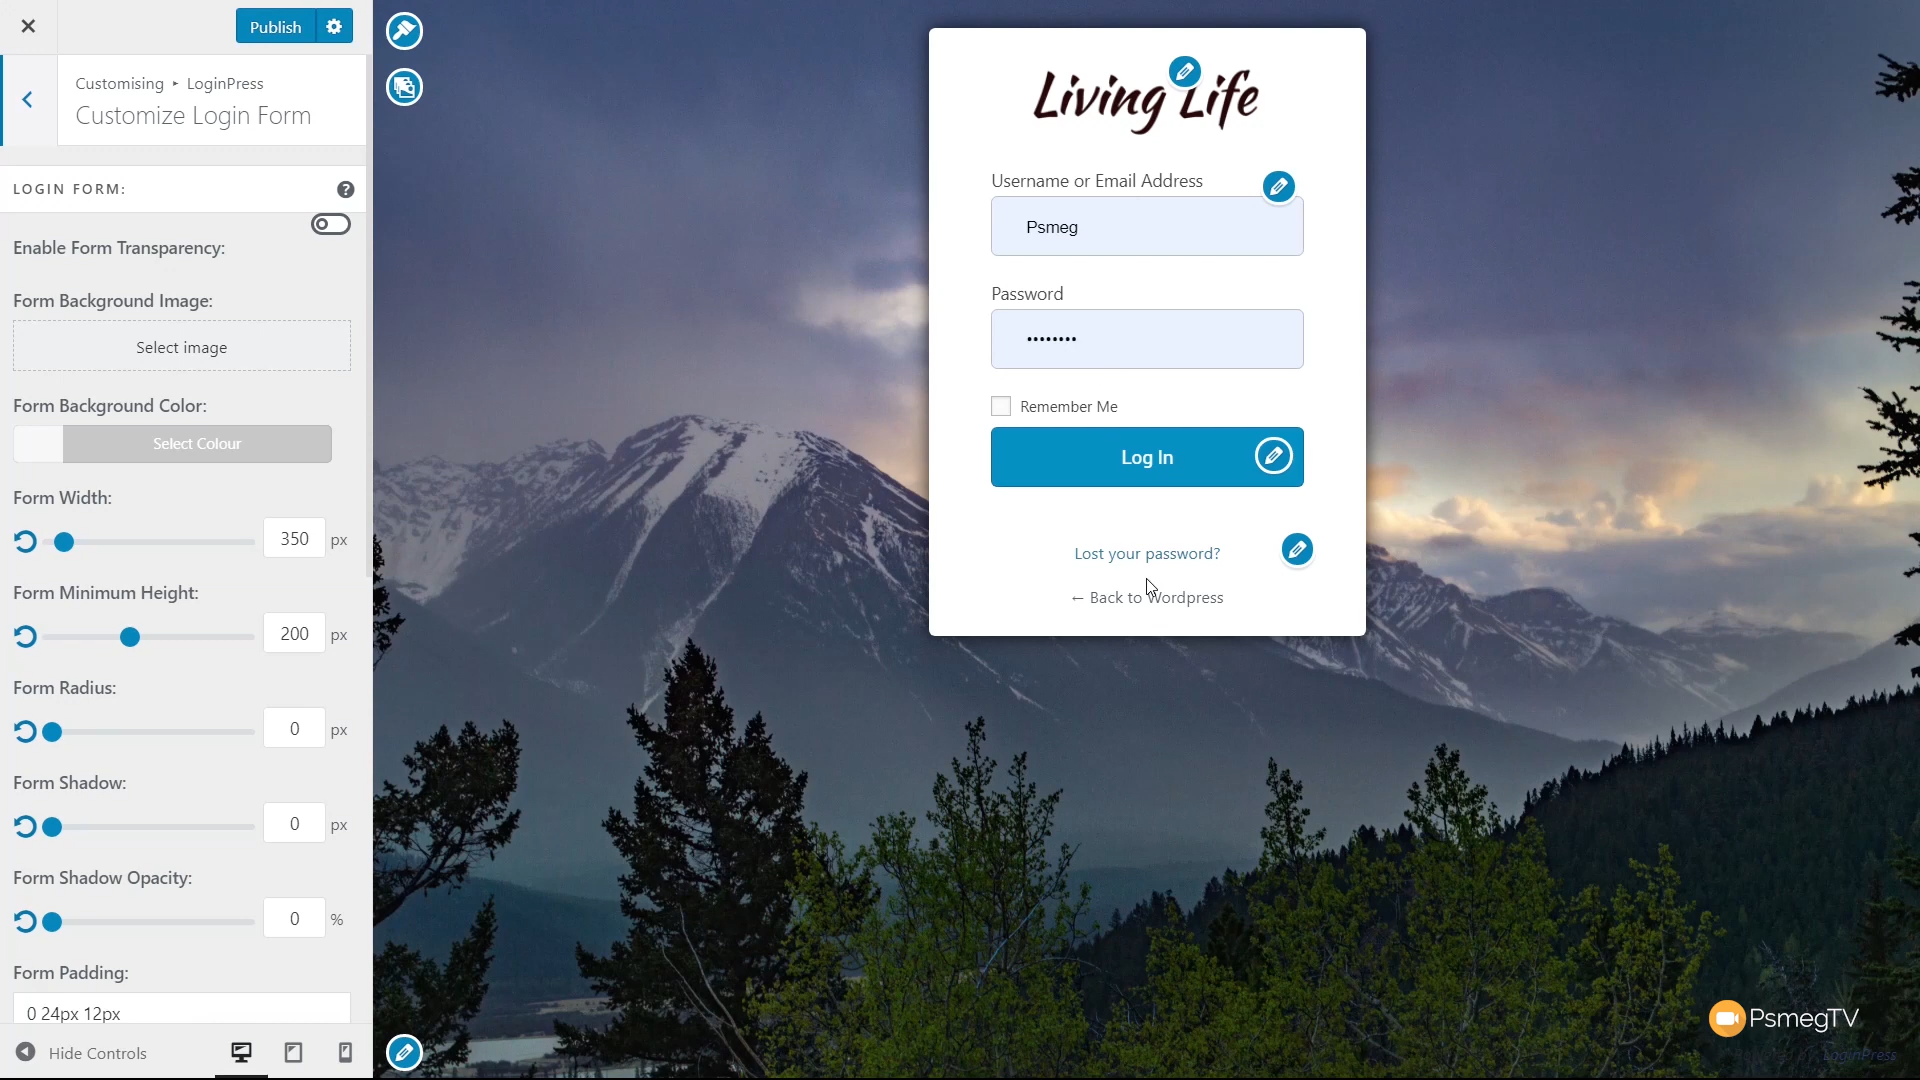 Publish
Customising ▸ LoginPress
Customize Login Form
LOGIN FORM:
Enable Form Transparency:
Form Background Image:
Select image
Form Background Color:
Select Colour
Form Width:
350 px
Form Minimum Height:
200 px
Form Radius:
0 px
Form Shadow:
0 px
Form Shadow Opacity:
0 %
Form Padding:
0 24px 12px
Hide Controls
Living Life
Username or Email Address
Psmeg
Password
••••••••
Remember Me
Log In
Lost your password?
← Back to Wordpress
PsmegTV
LoginPress